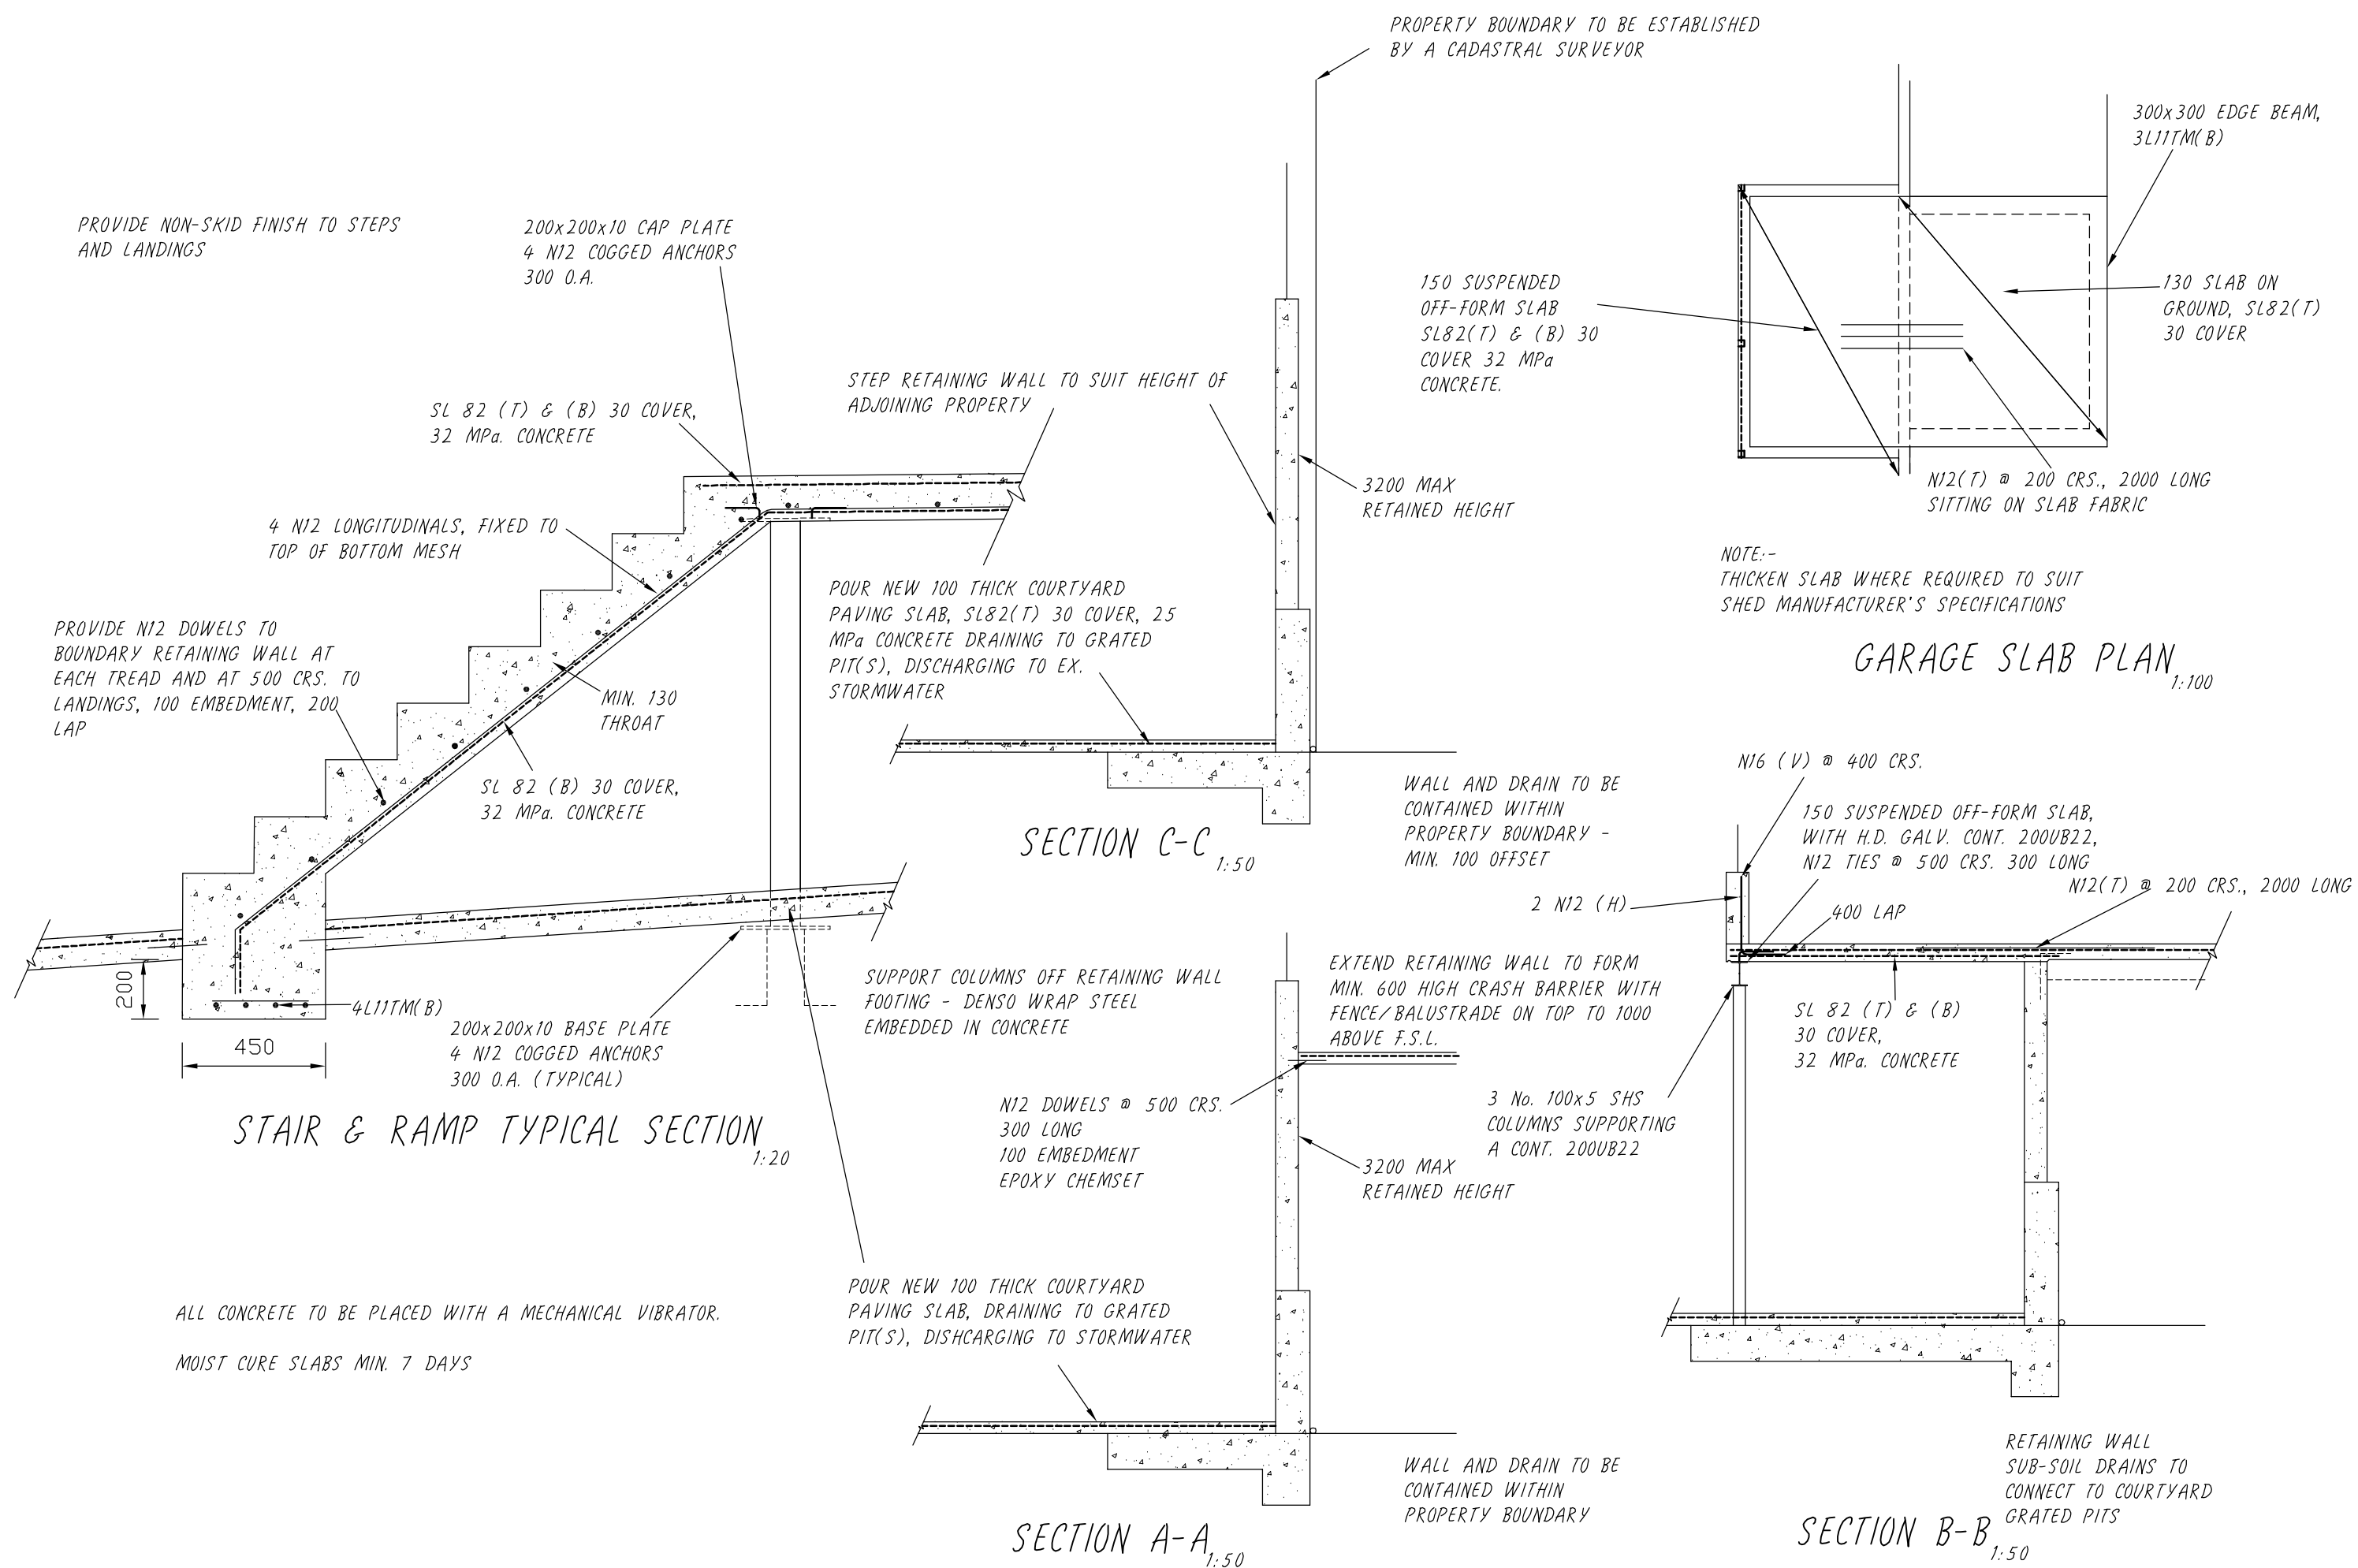 PROPERTY BOUNDARY TO BE ESTABLISHED
BY A CADASTRAL SURVEYOR
PROVIDE NON-SKID FINISH TO STEPS
AND LANDINGS
200x200x10 CAP PLATE
4 N12 COGGED ANCHORS
300 O.A.
SL 82 (T) & (B) 30 COVER,
32 MPa. CONCRETE
4 N12 LONGITUDINALS, FIXED TO
TOP OF BOTTOM MESH
PROVIDE N12 DOWELS TO
BOUNDARY RETAINING WALL AT
EACH TREAD AND AT 500 CRS. TO
LANDINGS, 100 EMBEDMENT, 200
LAP
MIN. 130
THROAT
SL 82 (B) 30 COVER,
32 MPa. CONCRETE
200
4L11TM(B)
450
200x200x10 BASE PLATE
4 N12 COGGED ANCHORS
300 O.A. (TYPICAL)
STAIR & RAMP TYPICAL SECTION
1:20
ALL CONCRETE TO BE PLACED WITH A MECHANICAL VIBRATOR.
MOIST CURE SLABS MIN. 7 DAYS
STEP RETAINING WALL TO SUIT HEIGHT OF
ADJOINING PROPERTY
3200 MAX
RETAINED HEIGHT
POUR NEW 100 THICK COURTYARD
PAVING SLAB, SL82(T) 30 COVER, 25
MPa CONCRETE DRAINING TO GRATED
PIT(S), DISCHARGING TO EX.
STORMWATER
WALL AND DRAIN TO BE
CONTAINED WITHIN
PROPERTY BOUNDARY -
MIN. 100 OFFSET
SECTION C-C
1:50
SUPPORT COLUMNS OFF RETAINING WALL
FOOTING - DENSO WRAP STEEL
EMBEDDED IN CONCRETE
EXTEND RETAINING WALL TO FORM
MIN. 600 HIGH CRASH BARRIER WITH
FENCE/BALUSTRADE ON TOP TO 1000
ABOVE F.S.L.
N12 DOWELS @ 500 CRS.
300 LONG
100 EMBEDMENT
EPOXY CHEMSET
3200 MAX
RETAINED HEIGHT
POUR NEW 100 THICK COURTYARD
PAVING SLAB, DRAINING TO GRATED
PIT(S), DISHCARGING TO STORMWATER
WALL AND DRAIN TO BE
CONTAINED WITHIN
PROPERTY BOUNDARY
SECTION A-A
1:50
300x300 EDGE BEAM,
3L11TM(B)
150 SUSPENDED
OFF-FORM SLAB
SL82(T) & (B) 30
COVER 32 MPa
CONCRETE.
130 SLAB ON
GROUND, SL82(T)
30 COVER
N12(T) @ 200 CRS., 2000 LONG
SITTING ON SLAB FABRIC
NOTE:-
THICKEN SLAB WHERE REQUIRED TO SUIT
SHED MANUFACTURER'S SPECIFICATIONS
GARAGE SLAB PLAN
1:100
N16 (V) @ 400 CRS.
150 SUSPENDED OFF-FORM SLAB,
WITH H.D. GALV. CONT. 200UB22,
N12 TIES @ 500 CRS. 300 LONG
N12(T) @ 200 CRS., 2000 LONG
2 N12 (H)
400 LAP
SL 82 (T) & (B)
30 COVER,
32 MPa. CONCRETE
3 No. 100x5 SHS
COLUMNS SUPPORTING
A CONT. 200UB22
RETAINING WALL
SUB-SOIL DRAINS TO
CONNECT TO COURTYARD
GRATED PITS
SECTION B-B
1:50